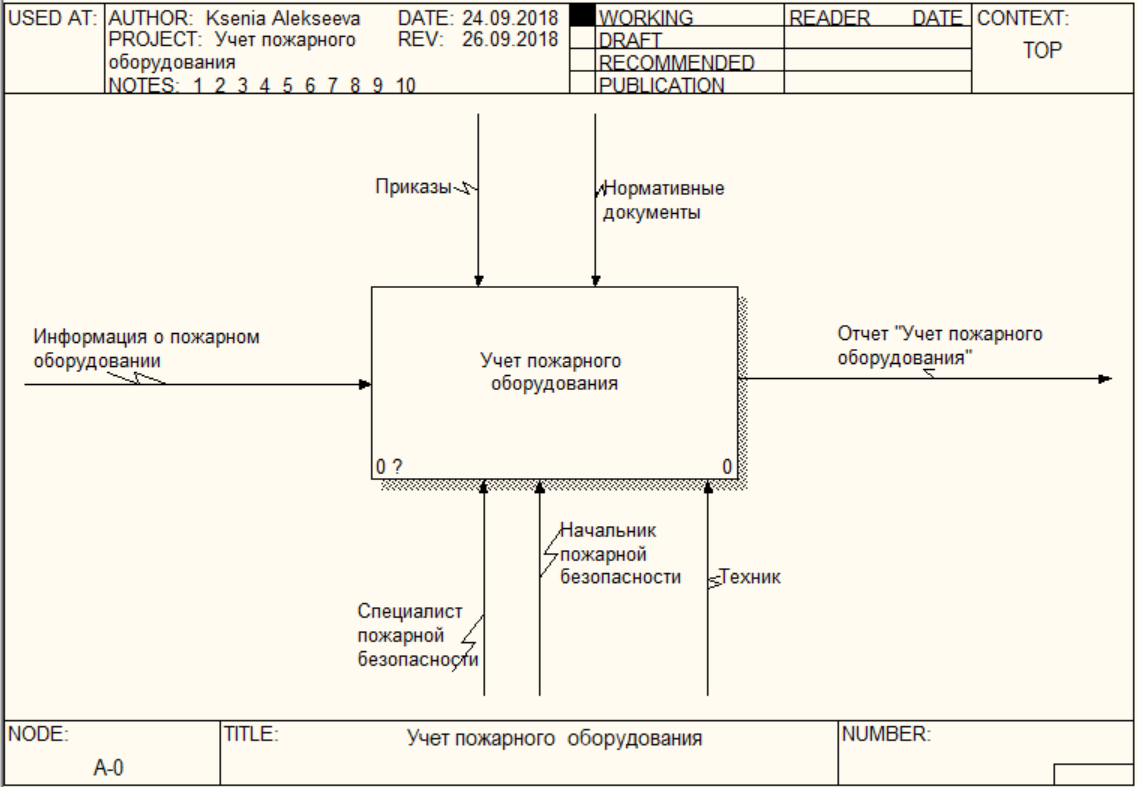 USED AT: AUTHOR: Ksenia Alekseeva DATE: 24.09.2018 WORKING READER DATE CONTEXT:
PROJECT: Учет пожарного REV: 26.09.2018 DRAFT TOP
оборудования RECOMMENDED
NOTES: 1 2 3 4 5 6 7 8 9 10 PUBLICATION
Приказы
Нормативные
документы
Информация о пожарном
оборудовании
Учет пожарного
оборудования
0 ? 0
Отчет "Учет пожарного
оборудования"
Начальник
пожарной
безопасности
Техник
Специалист
пожарной
безопасности
NODE: TITLE: Учет пожарного оборудования NUMBER:
A-0